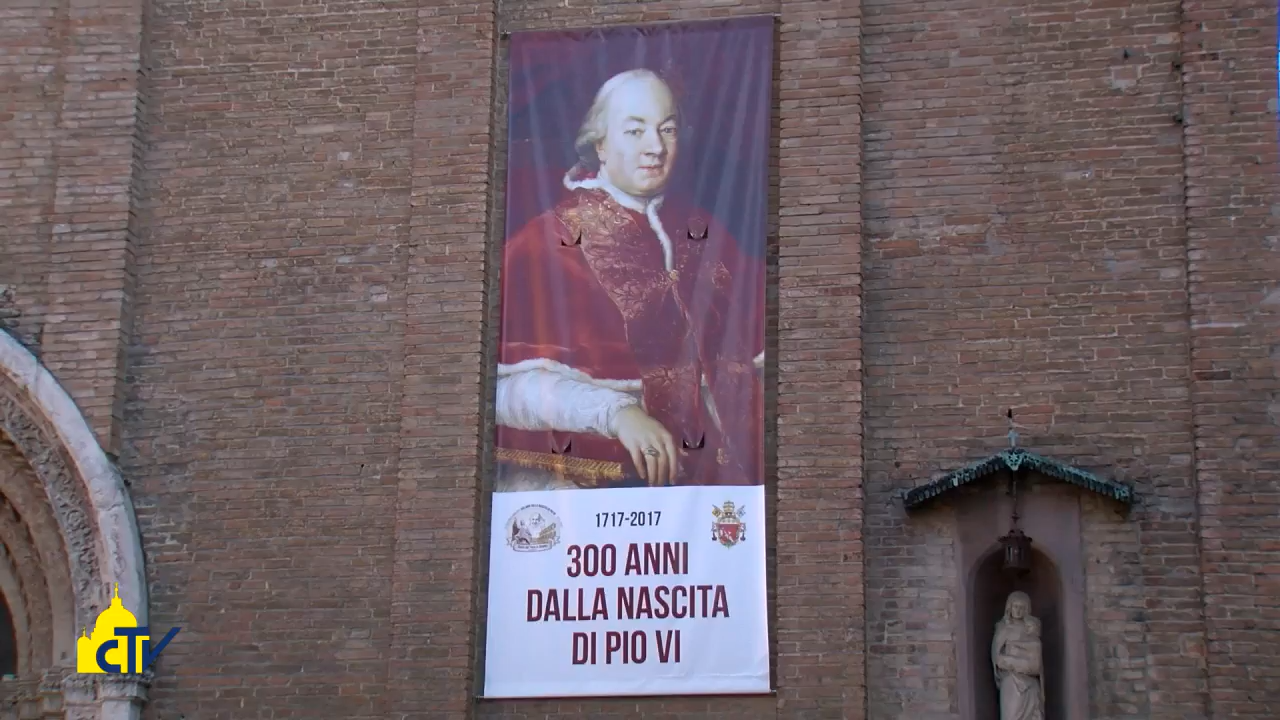 1717-2017
300 ANNI
DALLA NASCITA
DI PIO VI
CTV